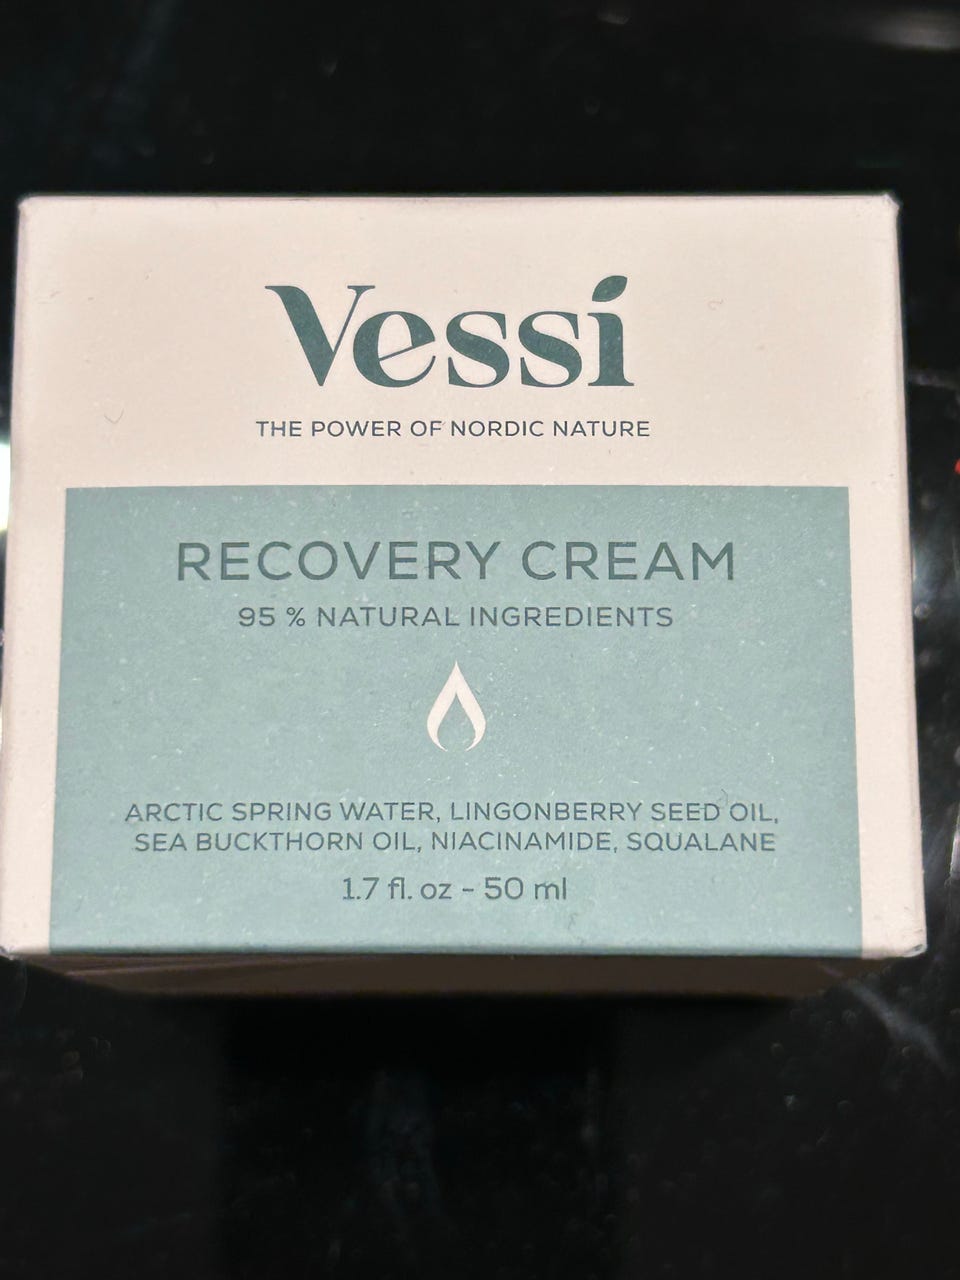 Vessi
THE POWER OF NORDIC NATURE
RECOVERY CREAM
95 % NATURAL INGREDIENTS
ARCTIC SPRING WATER, LINGONBERRY SEED OIL,
SEA BUCKTHORN OIL, NIACINAMIDE, SQUALANE
1.7 fl. oz - 50 ml